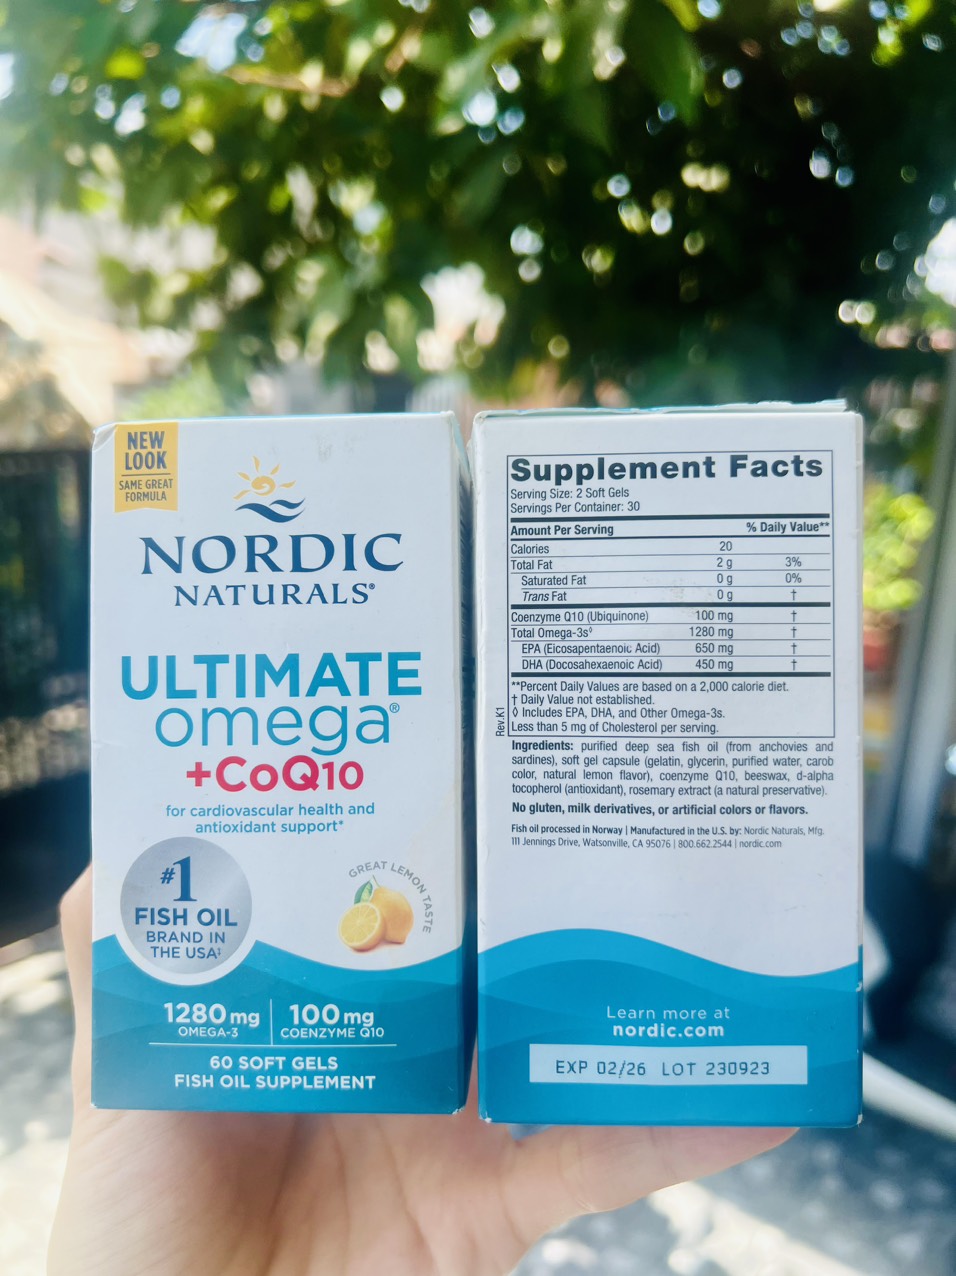 NEW
LOOK
SAME GREAT
FORMULA
NORDIC
NATURALS®
ULTIMATE
omega®
+CoQ10
for cardiovascular health and
antioxidant support*
#1
FISH OIL
BRAND IN
THE USA‡
GREAT LEMON TASTE
1280mg
OMEGA-3
100mg
COENZYME Q10
60 SOFT GELS
FISH OIL SUPPLEMENT
Supplement Facts
Serving Size: 2 Soft Gels
Servings Per Container: 30
Amount Per Serving % Daily Value**
Calories 20
Total Fat 2 g 3%
Saturated Fat 0 g 0%
Trans Fat 0 g †
Coenzyme Q10 (Ubiquinone) 100 mg †
Total Omega-3s◊ 1280 mg †
EPA (Eicosapentaenoic Acid) 650 mg †
DHA (Docosahexaenoic Acid) 450 mg †
**Percent Daily Values are based on a 2,000 calorie diet.
† Daily Value not established.
◊ Includes EPA, DHA, and Other Omega-3s.
Less than 5 mg of Cholesterol per serving.
Rev.K1
Ingredients: purified deep sea fish oil (from anchovies and
sardines), soft gel capsule (gelatin, glycerin, purified water, carob
color, natural lemon flavor), coenzyme Q10, beeswax, d-alpha
tocopherol (antioxidant), rosemary extract (a natural preservative).
No gluten, milk derivatives, or artificial colors or flavors.
Fish oil processed in Norway | Manufactured in the U.S. by: Nordic Naturals, Mfg.
111 Jennings Drive, Watsonville, CA 95076 | 800.662.2544 | nordic.com
Learn more at
nordic.com
EXP 02/26 LOT 230923